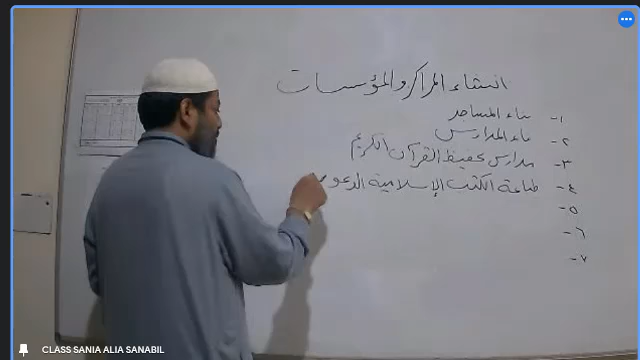 انشاء المراكز والمؤسسات
١- بناء المساجد
٢- بناء المدارس
٣- مدارس تحفيظ القرآن الكريم
٤- طباعة الكتب الإسلامية الدعو
٥-
٦-
٧-
CLASS SANIA ALIA SANABIL